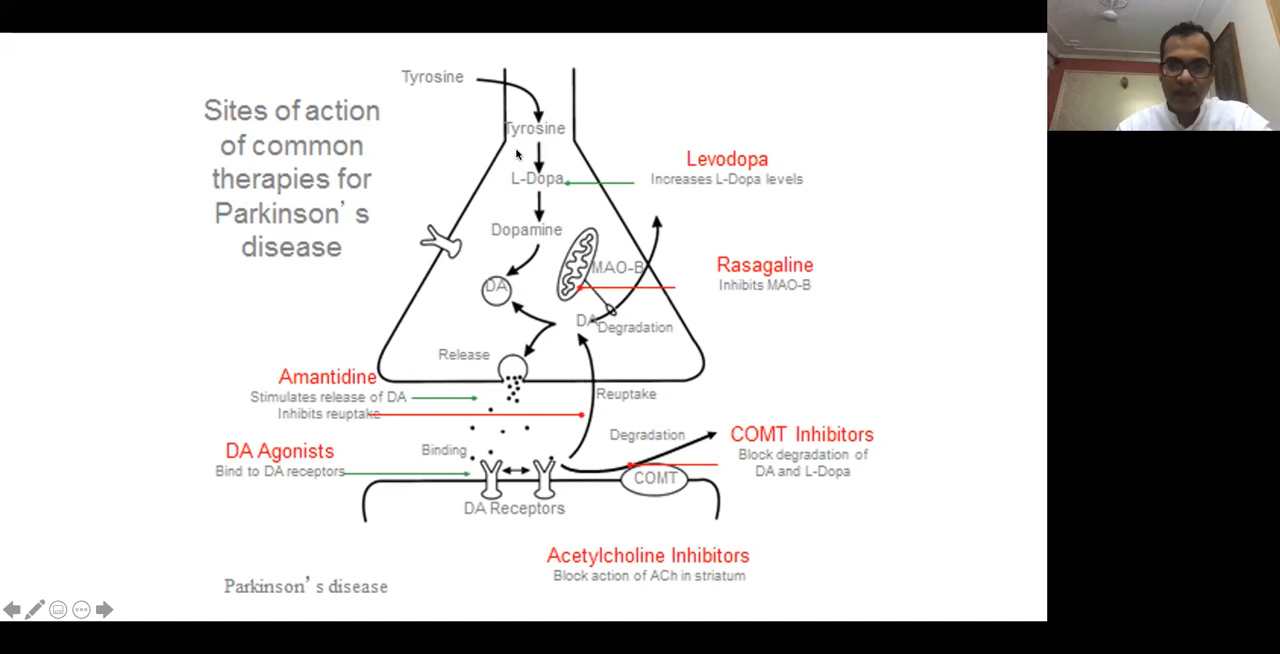 Sites of action
of common
therapies for
Parkinson’ s
disease
Tyrosine
Tyrosine
L-Dopa
Levodopa
Increases L-Dopa levels
Dopamine
MAO-B
Rasagaline
Inhibits MAO-B
DA
DA
Degradation
Release
Amantidine
Stimulates release of DA
Inhibits reuptake
Reuptake
DA Agonists
Bind to DA receptors
Binding
Degradation
COMT Inhibitors
Block degradation of
DA and L-Dopa
COMT
DA Receptors
Acetylcholine Inhibitors
Block action of ACh in striatum
Parkinson’ s disease